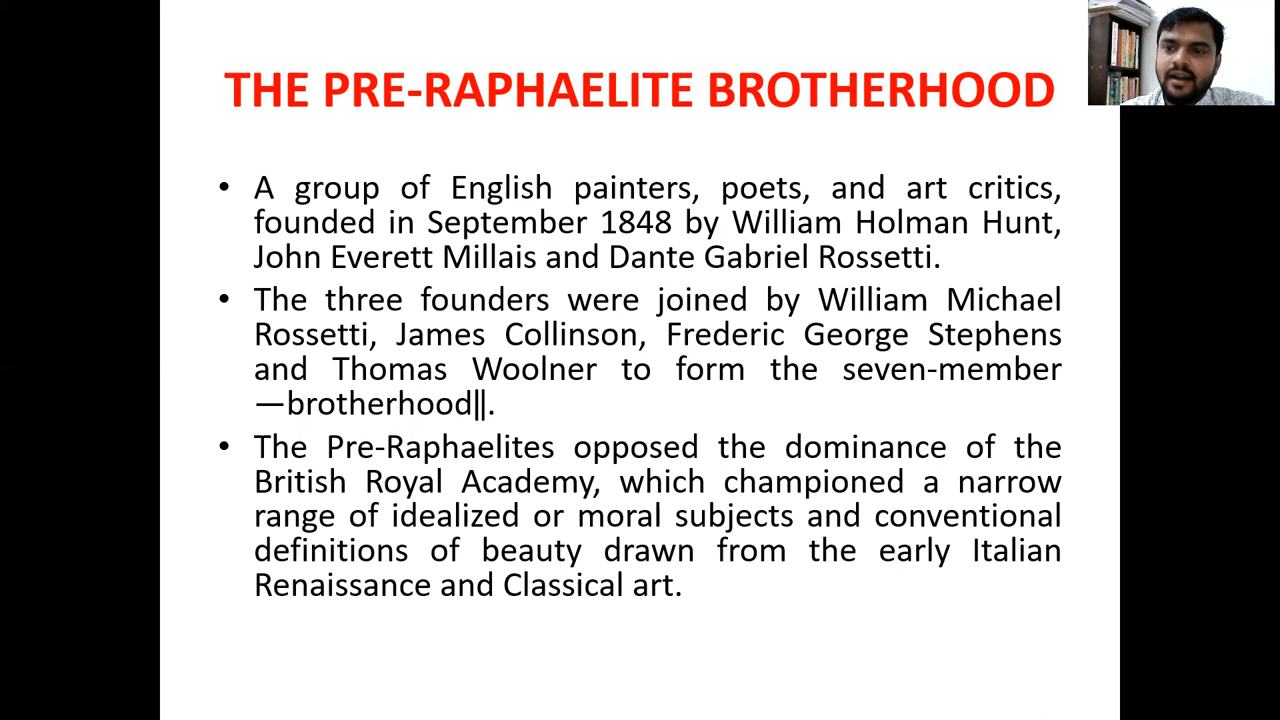 THE PRE-RAPHAELITE BROTHERHOOD
• A group of English painters, poets, and art critics,
founded in September 1848 by William Holman Hunt,
John Everett Millais and Dante Gabriel Rossetti.
• The three founders were joined by William Michael
Rossetti, James Collinson, Frederic George Stephens
and Thomas Woolner to form the seven-member
―brotherhood‖.
• The Pre-Raphaelites opposed the dominance of the
British Royal Academy, which championed a narrow
range of idealized or moral subjects and conventional
definitions of beauty drawn from the early Italian
Renaissance and Classical art.